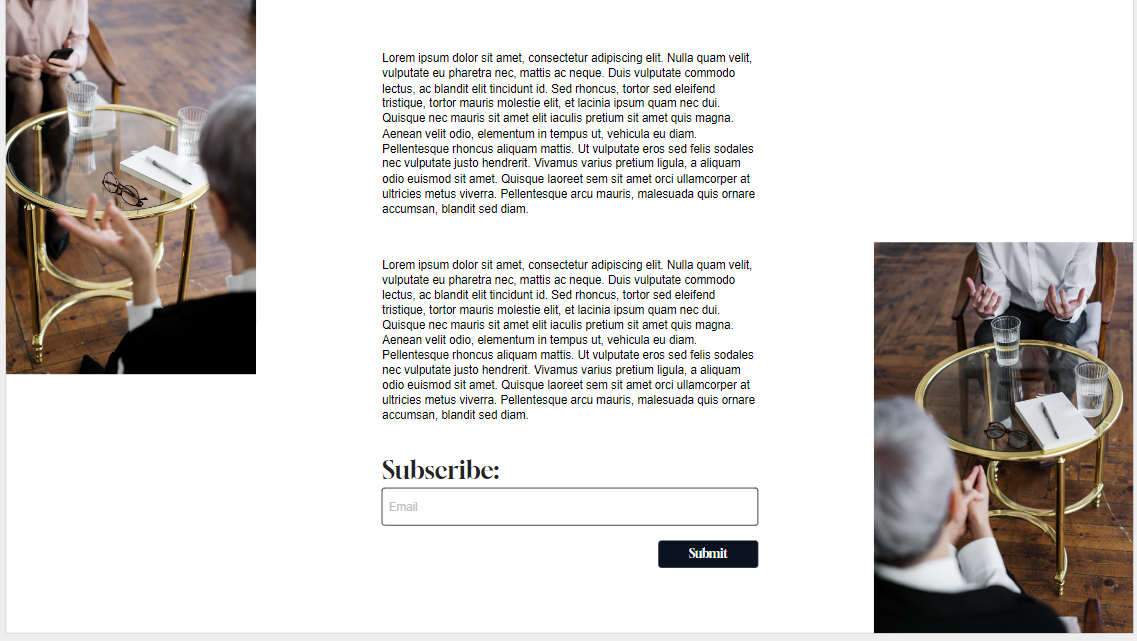 Lorem ipsum dolor sit amet, consectetur adipiscing elit. Nulla quam velit,
vulputate eu pharetra nec, mattis ac neque. Duis vulputate commodo
lectus, ac blandit elit tincidunt id. Sed rhoncus, tortor sed eleifend
tristique, tortor mauris molestie elit, et lacinia ipsum quam nec dui.
Quisque nec mauris sit amet elit iaculis pretium sit amet quis magna.
Aenean velit odio, elementum in tempus ut, vehicula eu diam.
Pellentesque rhoncus aliquam mattis. Ut vulputate eros sed felis sodales
nec vulputate justo hendrerit. Vivamus varius pretium ligula, a aliquam
odio euismod sit amet. Quisque laoreet sem sit amet orci ullamcorper at
ultricies metus viverra. Pellentesque arcu mauris, malesuada quis ornare
accumsan, blandit sed diam.
Lorem ipsum dolor sit amet, consectetur adipiscing elit. Nulla quam velit,
vulputate eu pharetra nec, mattis ac neque. Duis vulputate commodo
lectus, ac blandit elit tincidunt id. Sed rhoncus, tortor sed eleifend
tristique, tortor mauris molestie elit, et lacinia ipsum quam nec dui.
Quisque nec mauris sit amet elit iaculis pretium sit amet quis magna.
Aenean velit odio, elementum in tempus ut, vehicula eu diam.
Pellentesque rhoncus aliquam mattis. Ut vulputate eros sed felis sodales
nec vulputate justo hendrerit. Vivamus varius pretium ligula, a aliquam
odio euismod sit amet. Quisque laoreet sem sit amet orci ullamcorper at
ultricies metus viverra. Pellentesque arcu mauris, malesuada quis ornare
accumsan, blandit sed diam.
Subscribe:
Email
Submit